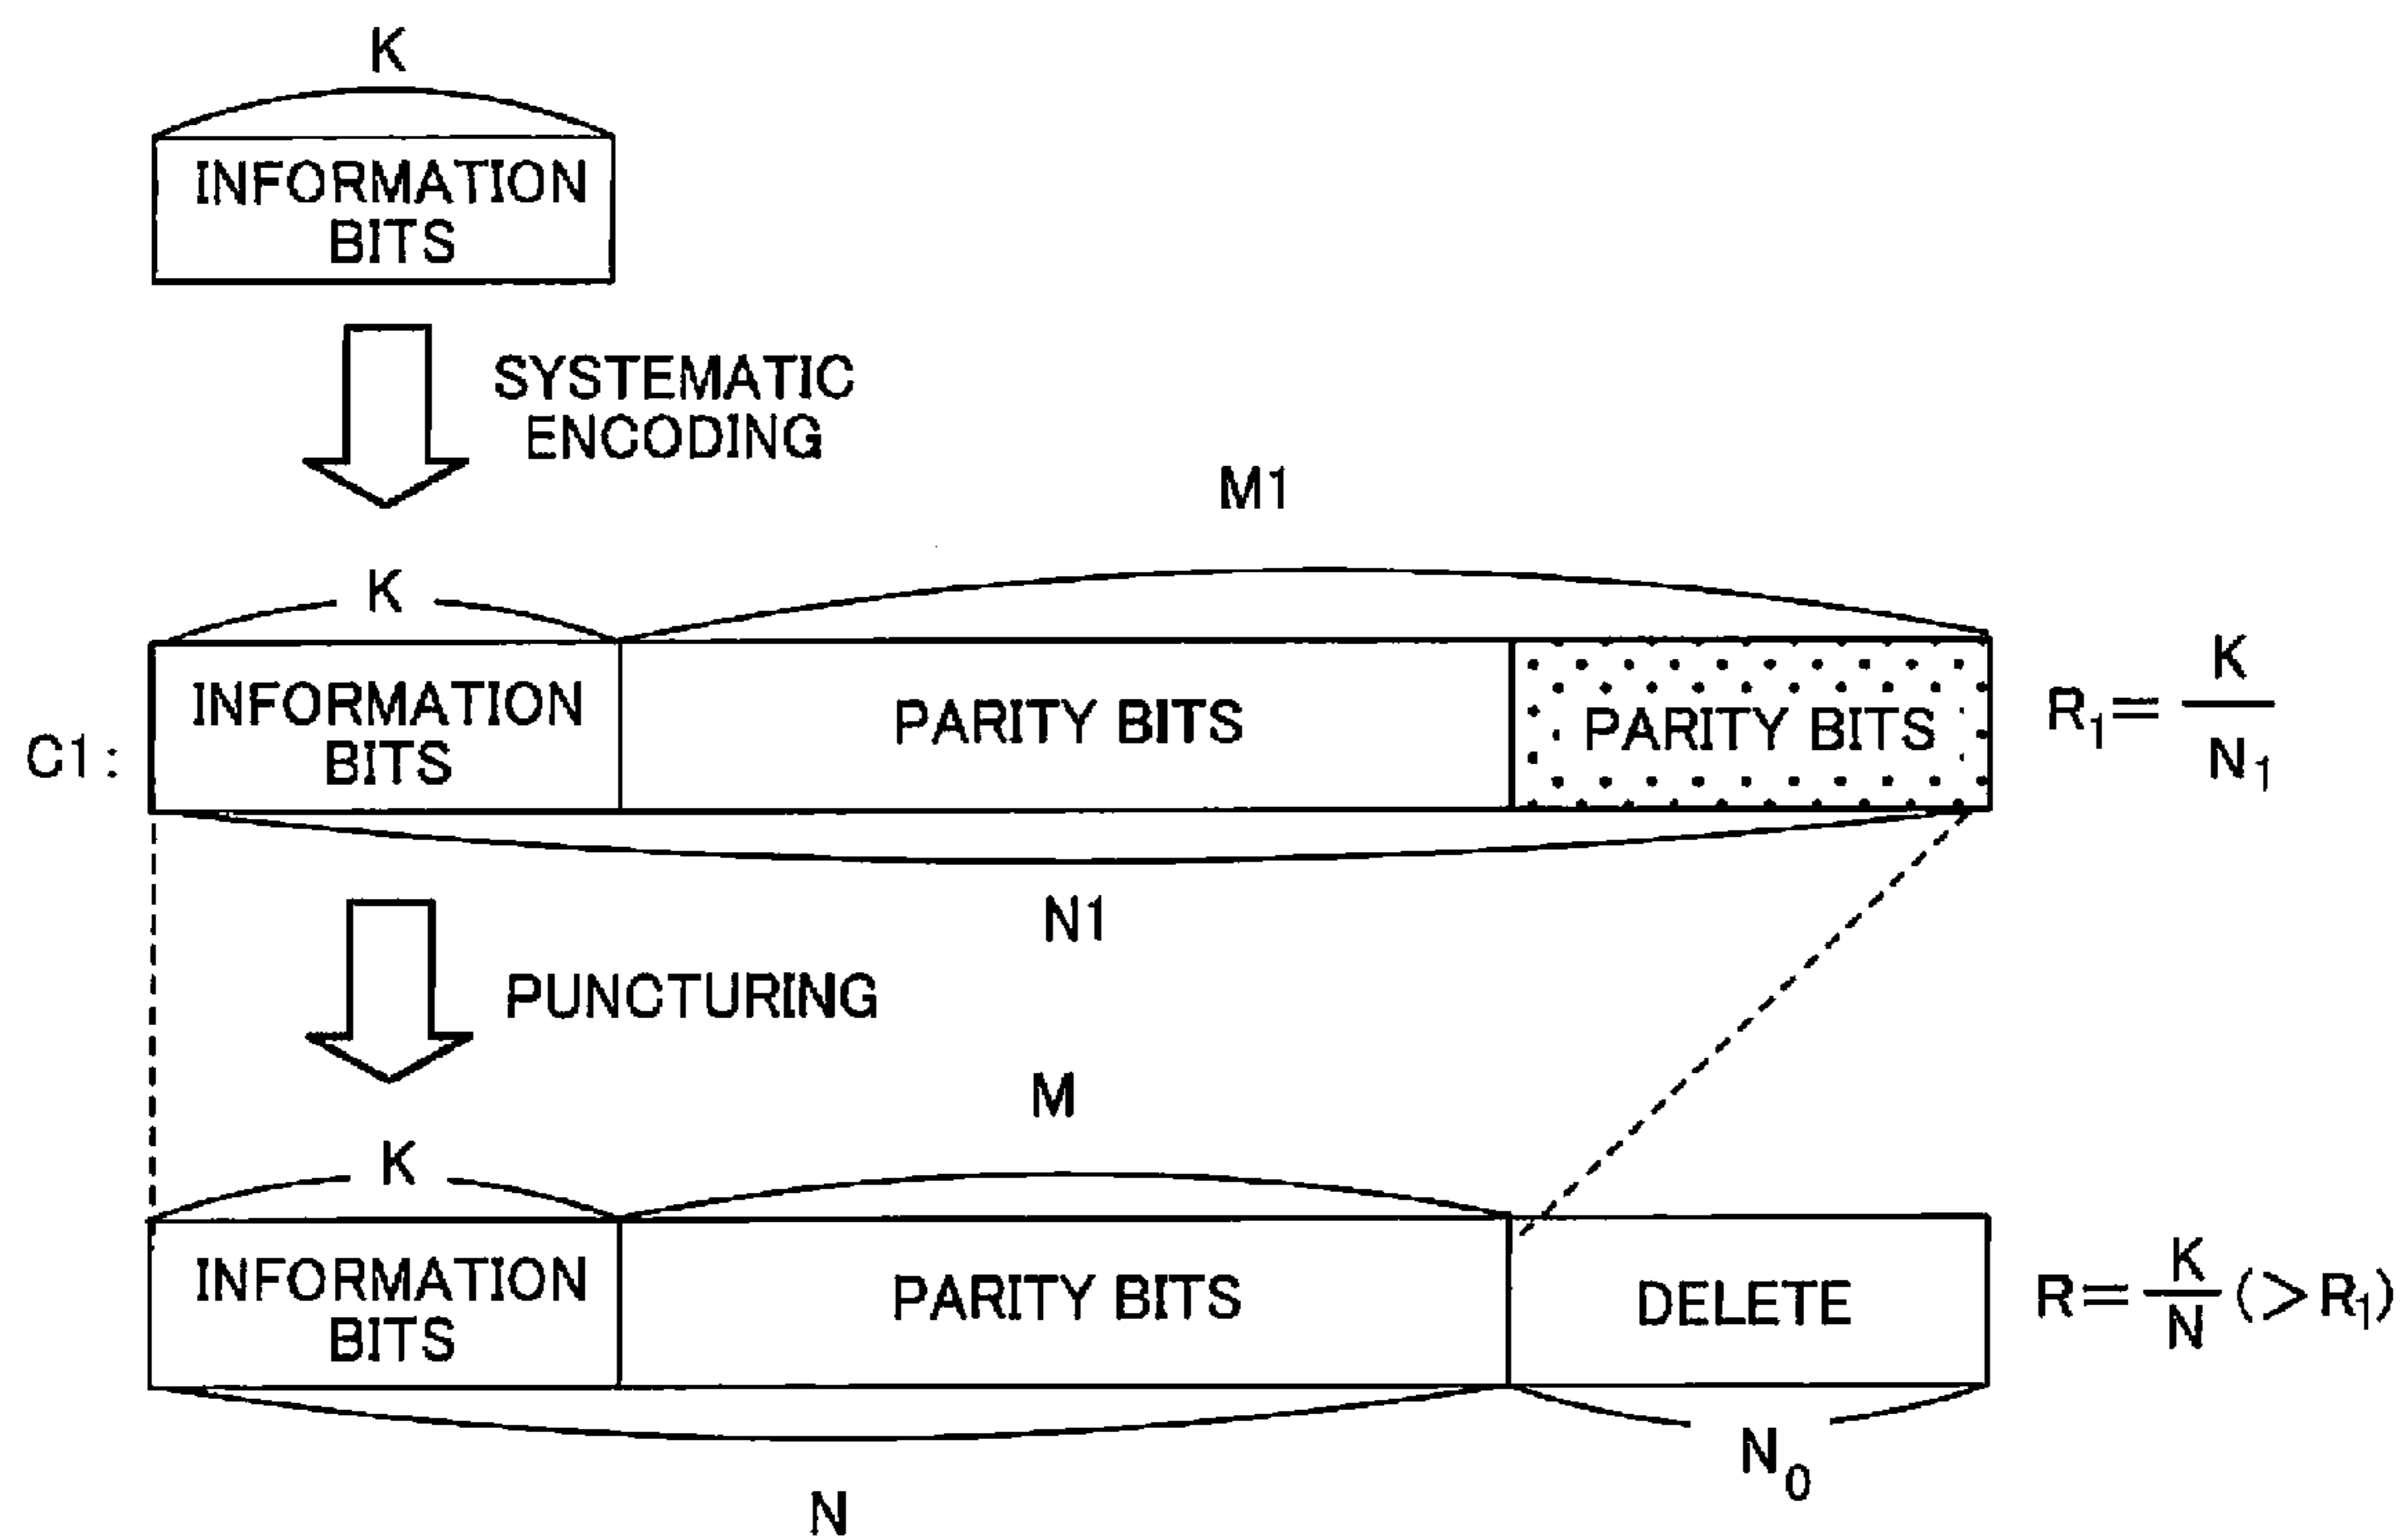 K
INFORMATION
BITS
SYSTEMATIC
ENCODING
M1
K
C1:
INFORMATION
BITS
PARITY BITS
PARITY BITS
R₁=K/N₁
N1
PUNCTURING
M
K
INFORMATION
BITS
PARITY BITS
DELETE
R=K/N(>R₁)
N₀
N